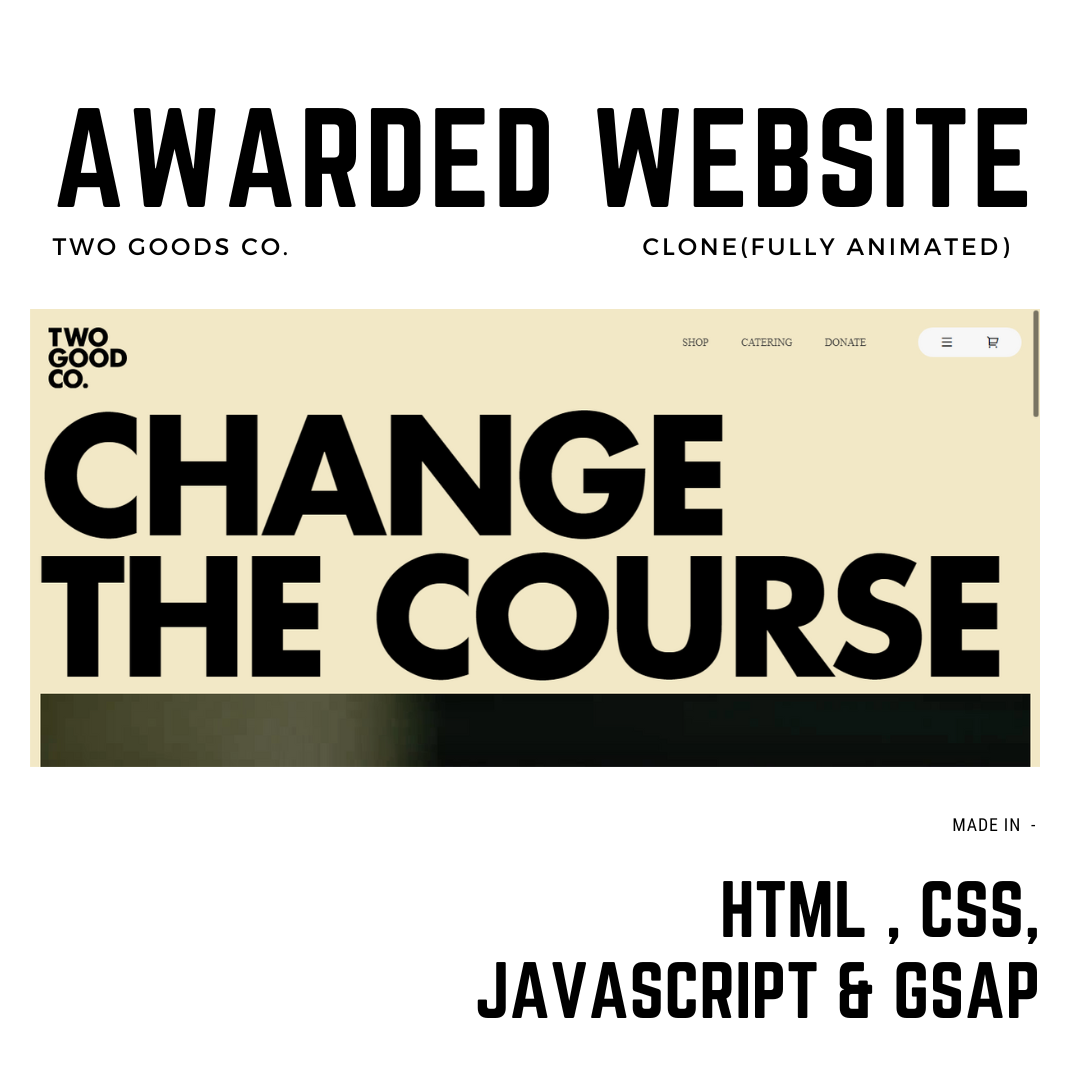 AWARDED WEBSITE
TWO GOODS CO. CLONE(FULLY ANIMATED)
TWO
GOOD
CO.
SHOP CATERING DONATE
CHANGE
THE COURSE
MADE IN -
HTML , CSS,
JAVASCRIPT & GSAP